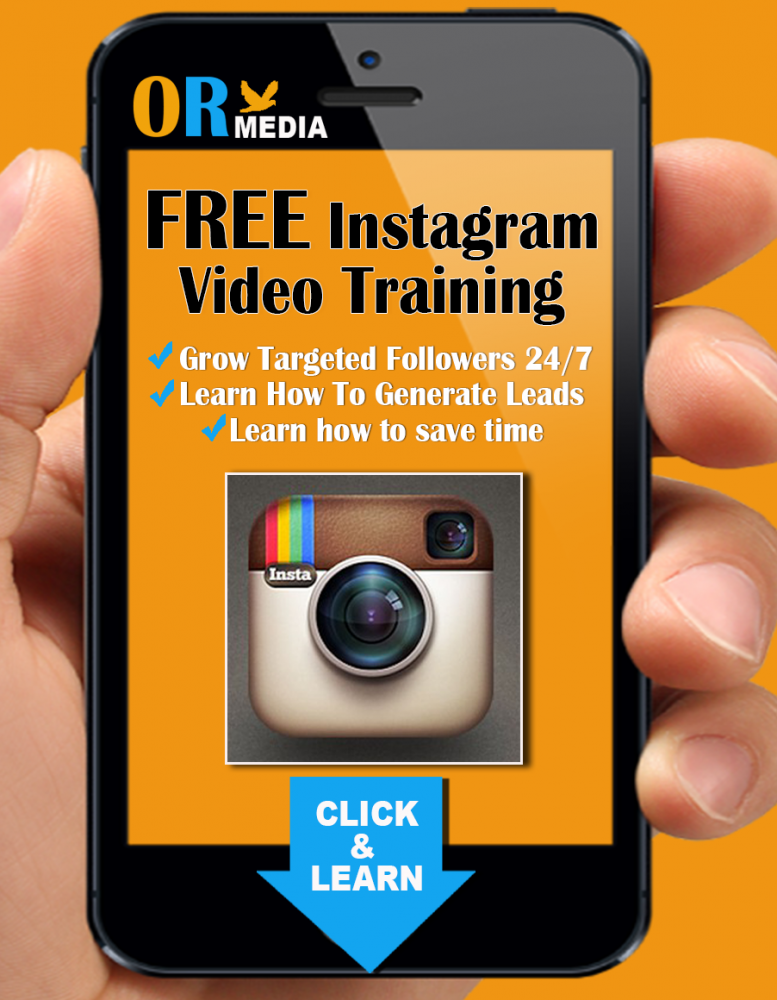 OR MEDIA
FREE Instagram
Video Training
Grow Targeted Followers 24/7
Learn How To Generate Leads
Learn how to save time
Insta
CLICK
&
LEARN